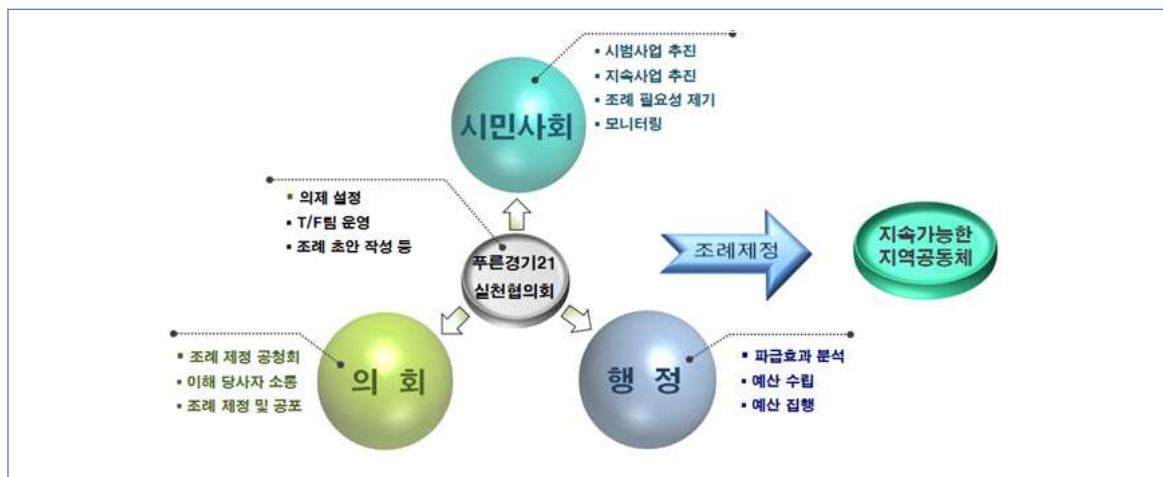 ▪ 시범사업 추진
▪ 지속사업 추진
▪ 조례 필요성 제기
▪ 모니터링
시민사회
▪ 의제 설정
▪ T/F팀 운영
▪ 조례 초안 작성 등
푸른경기21
실천협의회
조례제정
지속가능한
지역공동체
▪ 조례 제정 공청회
▪ 이해 당사자 소통
▪ 조례 제정 및 공포
의 회
행 정
▪ 파급효과 분석
▪ 예산 수립
▪ 예산 집행